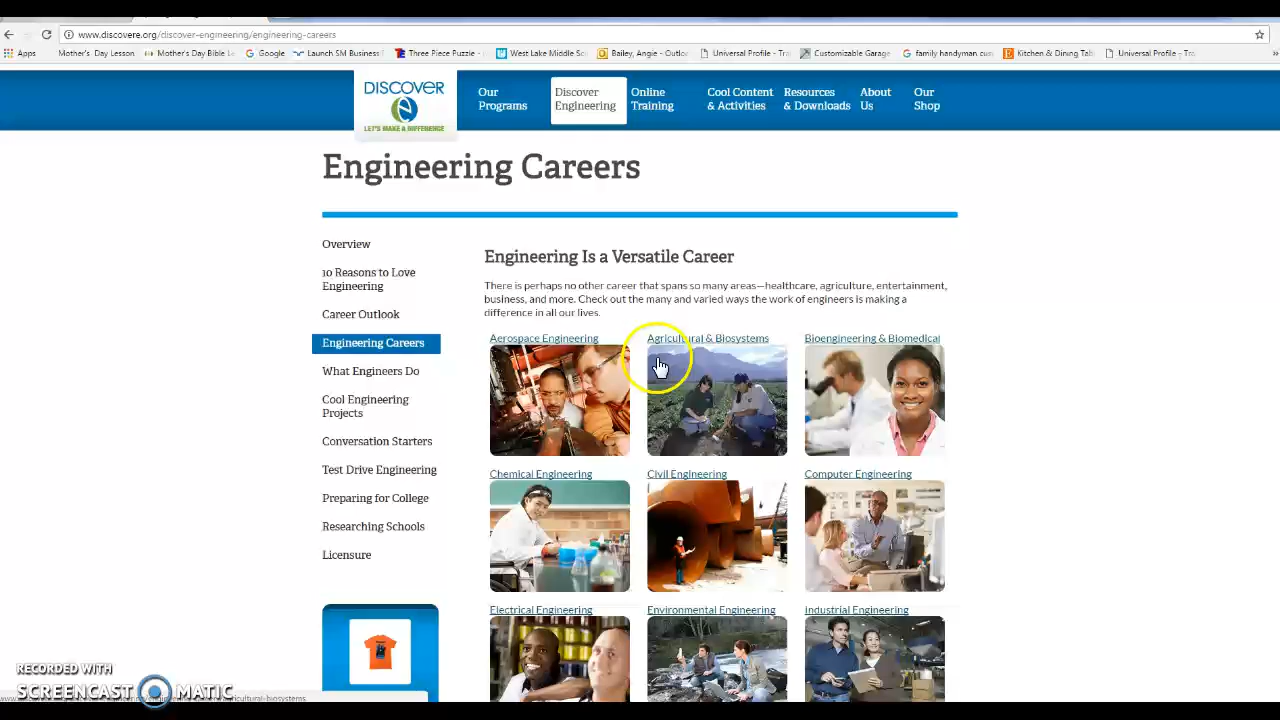 www.discovere.org/discover-engineering/engineering-careers
Apps Mother's Day Lesson Mother's Day Bible Le Google Launch SM Business Three Piece Puzzle - West Lake Middle Sc Bailey, Angie - Outlo Universal Profile - Tra Customizable Garage family handyman.com Kitchen & Dining Tab Universal Profile - Tra
DISCOVER
LET'S MAKE A DIFFERENCE
Our Programs
Discover Engineering
Online Training
Cool Content & Activities
Resources & Downloads
About Us
Our Shop
Engineering Careers
Overview
10 Reasons to Love
Engineering
Career Outlook
Engineering Careers
What Engineers Do
Cool Engineering
Projects
Conversation Starters
Test Drive Engineering
Preparing for College
Researching Schools
Licensure
Engineering Is a Versatile Career
There is perhaps no other career that spans so many areas—healthcare, agriculture, entertainment,
business, and more. Check out the many and varied ways the work of engineers is making a
difference in all our lives.
Aerospace Engineering Agricultural & Biosystems Bioengineering & Biomedical
Chemical Engineering Civil Engineering Computer Engineering
Electrical Engineering Environmental Engineering Industrial Engineering
RECORDED WITH
SCREENCAST MATIC